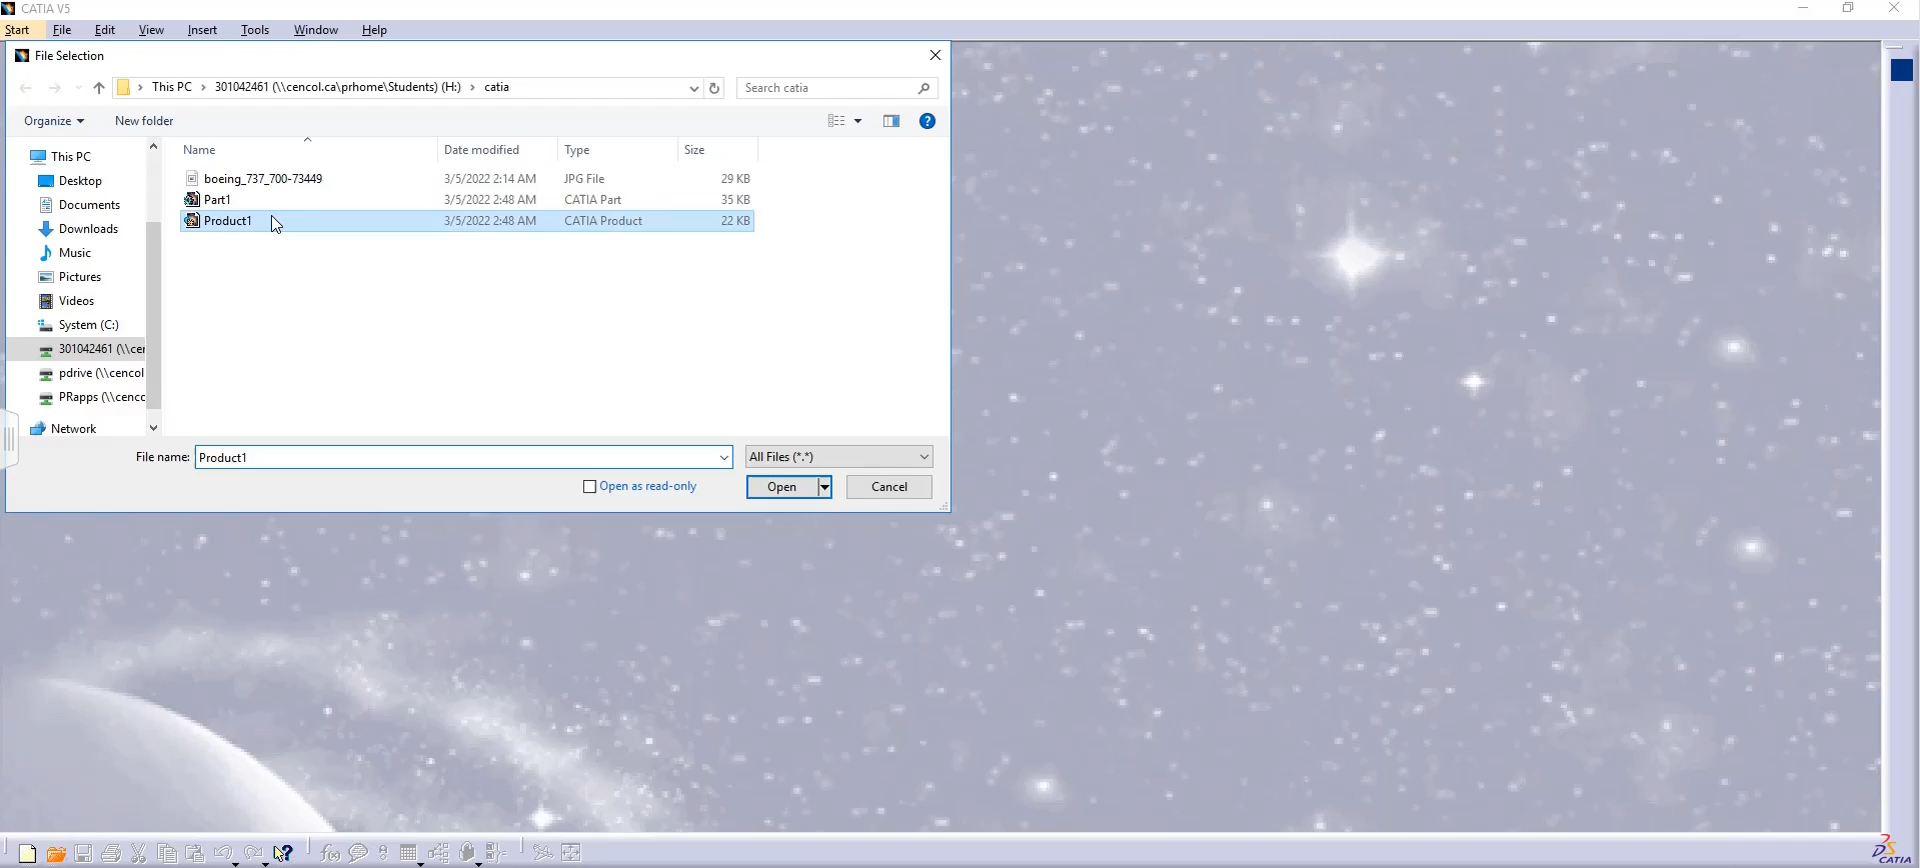 CATIA V5
Start File Edit View Insert Tools Window Help
File Selection
This PC › 301042461 (\\cencol.ca\prhome\Students) (H:) › catia
Search catia
Organize New folder
Name Date modified Type Size
This PC
Desktop
Documents
Downloads
Music
Pictures
Videos
System (C:)
301042461 (\\cer
pdrive (\\cencol
PRapps (\\cenco
Network
boeing_737_700-73449 3/5/2022 2:14 AM JPG File 29 KB
Part1 3/5/2022 2:48 AM CATIA Part 35 KB
Product1 3/5/2022 2:48 AM CATIA Product 22 KB
File name: Product1 All Files (*.*)
Open as read-only Open Cancel
f(x)
CATIA